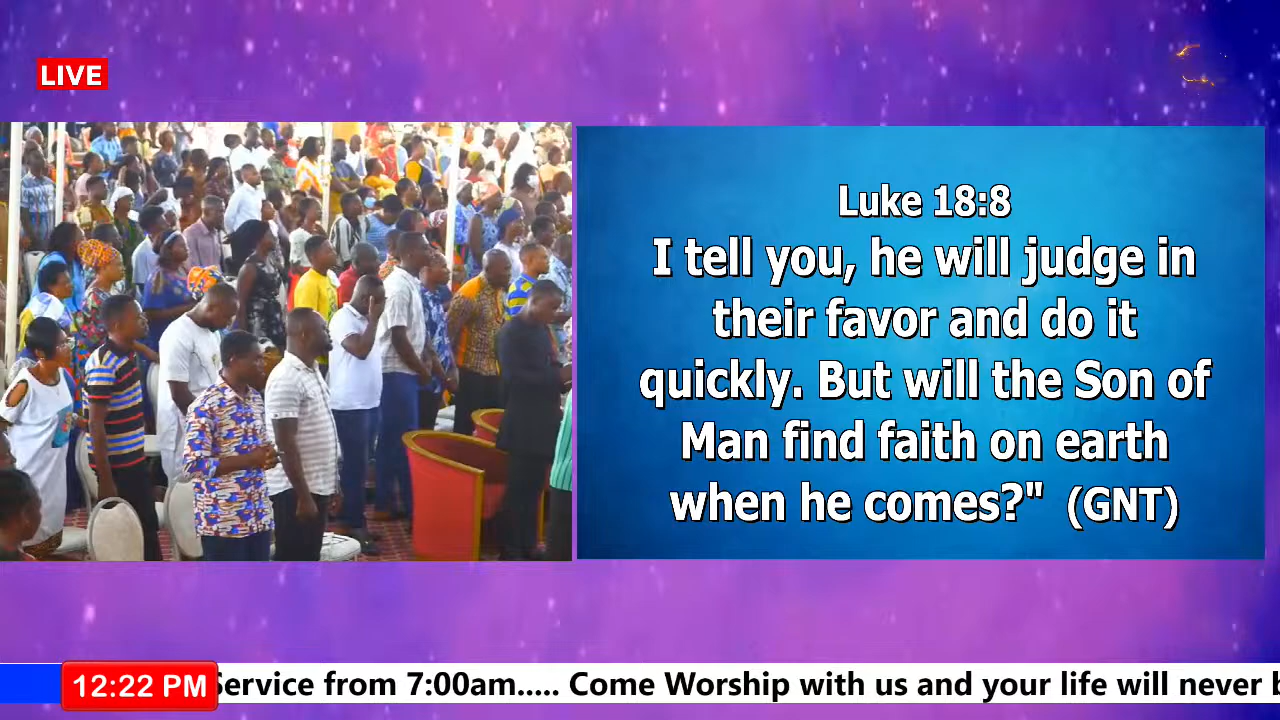 LIVE
Luke 18:8
I tell you, he will judge in
their favor and do it
quickly. But will the Son of
Man find faith on earth
when he comes?" (GNT)
12:22 PM
Service from 7:00am..... Come Worship with us and your life will never